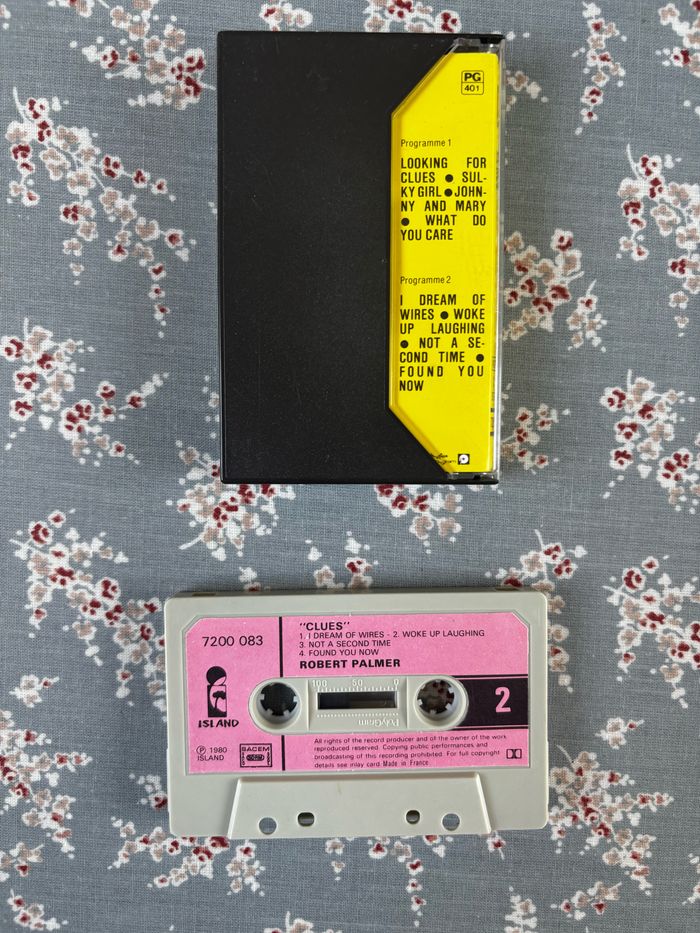 PG
401
Programme 1
LOOKING FOR
CLUES ● SUL-
KY GIRL ● JOHN-
NY AND MARY
● WHAT DO
YOU CARE
Programme 2
I DREAM OF
WIRES ● WOKE
UP LAUGHING
● NOT A SE-
COND TIME ●
FOUND YOU
NOW
7200 083
"CLUES"
1. I DREAM OF WIRES - 2. WOKE UP LAUGHING
3. NOT A SECOND TIME
4. FOUND YOU NOW
ROBERT PALMER
100 50 0
PolyGram
2
ISLAND
℗ 1980
ISLAND
SACEM
SDRM
All rights of the record producer and of the owner of the work
reproduced reserved. Copying public performances and
broadcasting of this recording prohibited. For full copyright
details see inlay card. Made in France